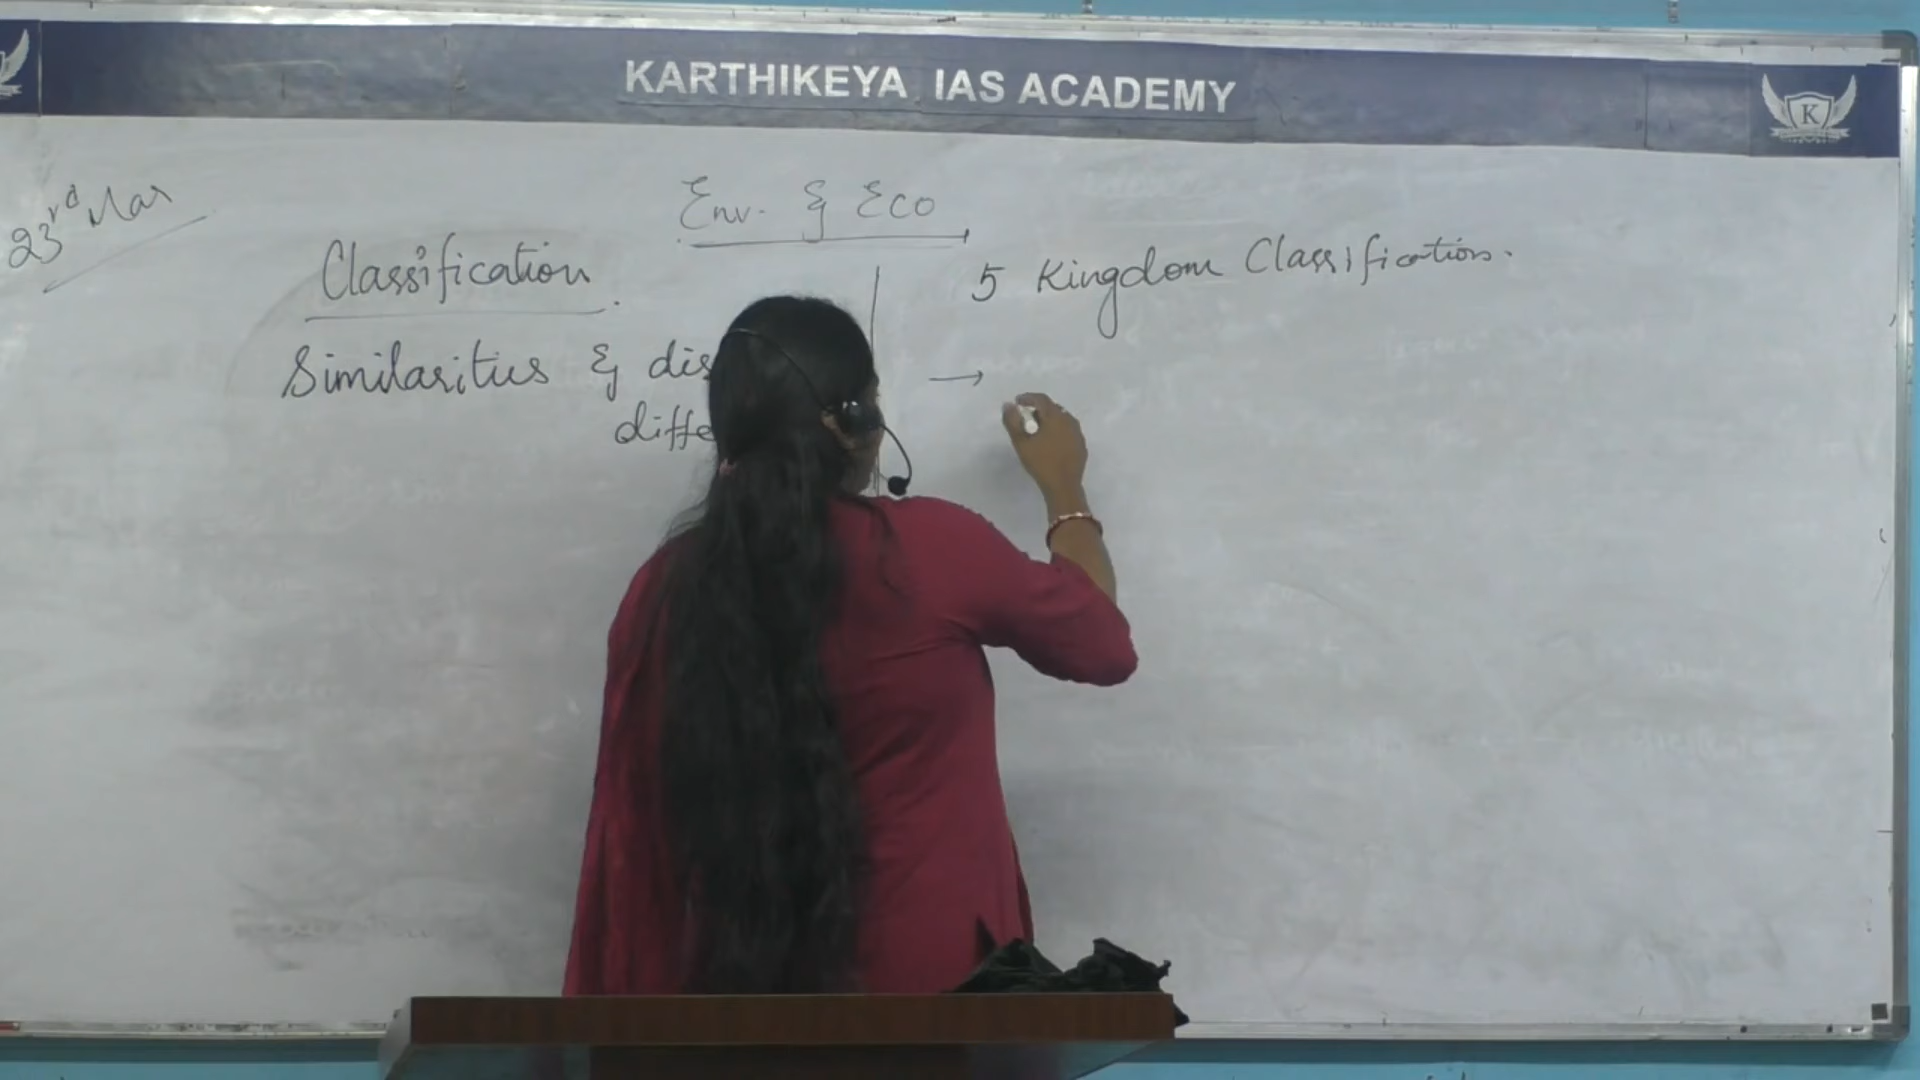 KARTHIKEYA IAS ACADEMY
K
23rd Mar
Env. & Eco
Classification
Similarities & dis
diffe
5 Kingdom Classification.
→